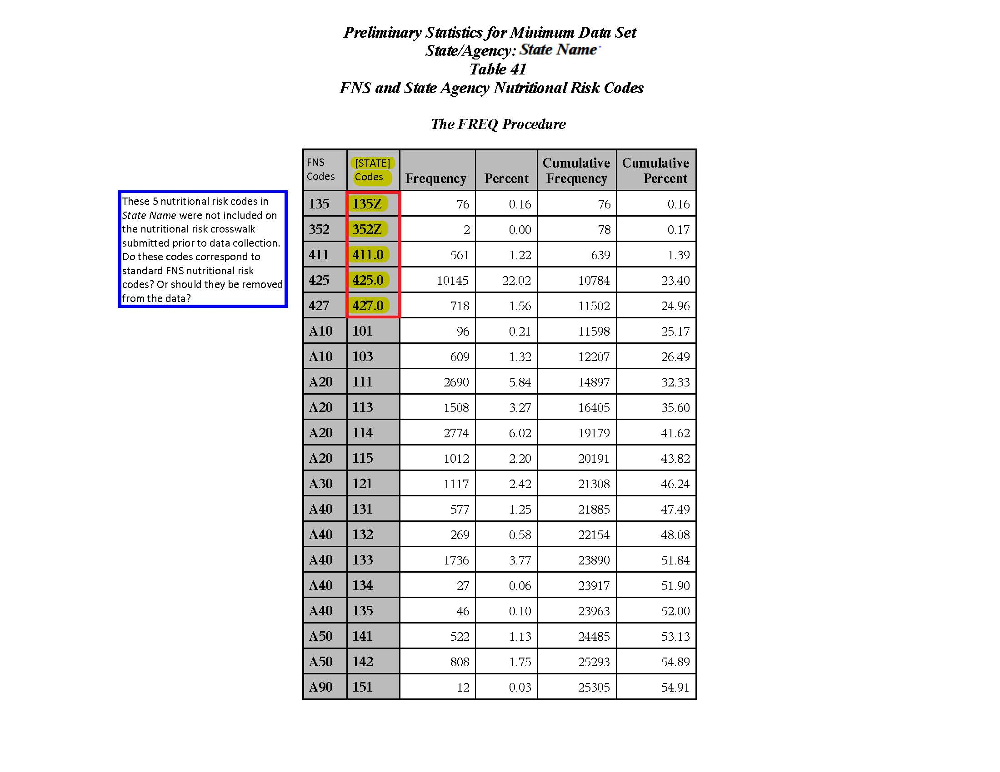 Preliminary Statistics for Minimum Data Set
State/Agency: State Name
Table 41
FNS and State Agency Nutritional Risk Codes
The FREQ Procedure
These 5 nutritional risk codes in
State Name were not included on
the nutritional risk crosswalk
submitted prior to data collection.
Do these codes correspond to
standard FNS nutritional risk
codes? Or should they be removed
from the data?
FNS Codes [STATE] Codes Frequency Percent Cumulative Frequency Cumulative Percent
135 135Z 76 0.16 76 0.16
352 352Z 2 0.00 78 0.17
411 411.0 561 1.22 639 1.39
425 425.0 10145 22.02 10784 23.40
427 427.0 718 1.56 11502 24.96
A10 101 96 0.21 11598 25.17
A10 103 609 1.32 12207 26.49
A20 111 2690 5.84 14897 32.33
A20 113 1508 3.27 16405 35.60
A20 114 2774 6.02 19179 41.62
A20 115 1012 2.20 20191 43.82
A30 121 1117 2.42 21308 46.24
A40 131 577 1.25 21885 47.49
A40 132 269 0.58 22154 48.08
A40 133 1736 3.77 23890 51.84
A40 134 27 0.06 23917 51.90
A40 135 46 0.10 23963 52.00
A50 141 522 1.13 24485 53.13
A50 142 808 1.75 25293 54.89
A90 151 12 0.03 25305 54.91